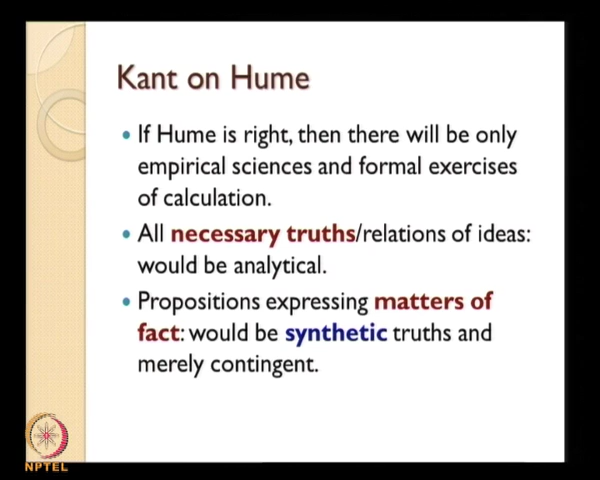 Kant on Hume
• If Hume is right, then there will be only
empirical sciences and formal exercises
of calculation.
• All necessary truths/relations of ideas:
would be analytical.
• Propositions expressing matters of
fact: would be synthetic truths and
merely contingent.
NPTEL